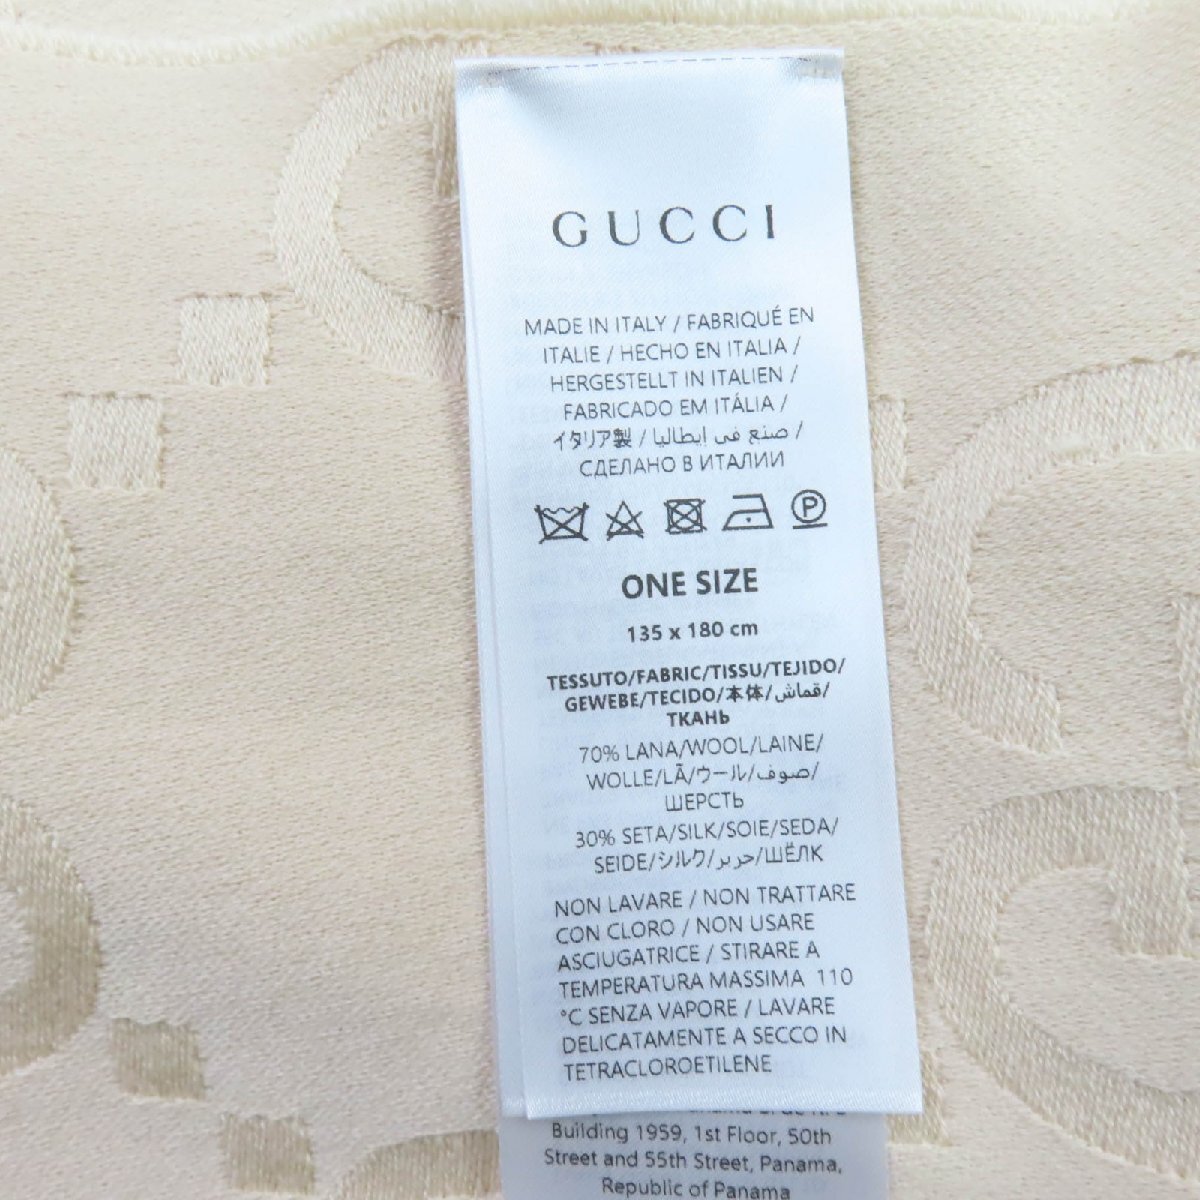 GUCCI
MADE IN ITALY / FABRIQUÉ EN
ITALIE / HECHO EN ITALIA /
HERGESTELLT IN ITALIEN /
FABRICADO EM ITÁLIA /
イタリア製 / صنع في إيطاليا /
СДЕЛАНО В ИТАЛИИ
P
ONE SIZE
135 x 180 cm
TESSUTO/FABRIC/TISSU/TEJIDO/
GEWEBE/TECIDO/本体/قماش/
ТКАНЬ
70% LANA/WOOL/LAINE/
WOLLE/LÃ/ウール/صوف/
ШЕРСТЬ
30% SETA/SILK/SOIE/SEDA/
SEIDE/シルク/حرير/ШЁЛК
NON LAVARE / NON TRATTARE
CON CLORO / NON USARE
ASCIUGATRICE / STIRARE A
TEMPERATURA MASSIMA 110
°C SENZA VAPORE / LAVARE
DELICATAMENTE A SECCO IN
TETRACLOROETILENE
Building 1959, 1st Floor, 50th
Street and 55th Street, Panama,
Republic of Panama